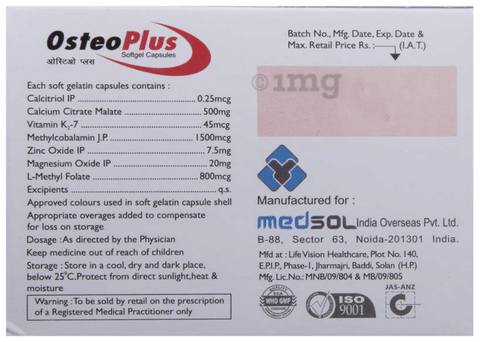 OsteoPlus
Softgel Capsules
ओस्टिओ प्लस
Each soft gelatin capsules contains :
Calcitriol IP ........ 0.25mcg
Calcium Citrate Malate ........ 500mg
Vitamin K2-7 ........ 45mcg
Methylcobalamin J.P. ........ 1500mcg
Zinc Oxide IP ........ 7.5mg
Magnesium Oxide IP ........ 20mg
L-Methyl Folate ........ 800mcg
Excipients ........ q.s.
Approved colours used in soft gelatin capsule shell
Appropriate overages added to compensate
for loss on storage
Dosage : As directed by the Physician
Keep medicine out of reach of children
Storage : Store in a cool, dry and dark place,
below 25°C. Protect from direct sunlight,heat &
moisture
Warning : To be sold by retail on the prescription
of a Registered Medical Practitioner only
Batch No., Mfg. Date, Exp. Date &
Max. Retail Price Rs.: (I.A.T.)
©1mg
Manufactured for :
medsol India Overseas Pvt. Ltd.
B-88, Sector 63, Noida-201301 India.
Mfd at : Life Vision Healthcare, Plot No. 140,
E.P.I.P., Phase-1, Jharmajri, Baddi, Solan (H.P.)
Mfg. Lic.No.: MNB/09/804 & MB/09/805
WHO GMP
ISO
9001
JAS-ANZ